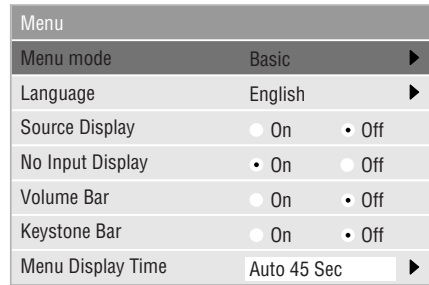 Menu
Menu mode Basic
Language English
Source Display On Off
No Input Display On Off
Volume Bar On Off
Keystone Bar On Off
Menu Display Time Auto 45 Sec